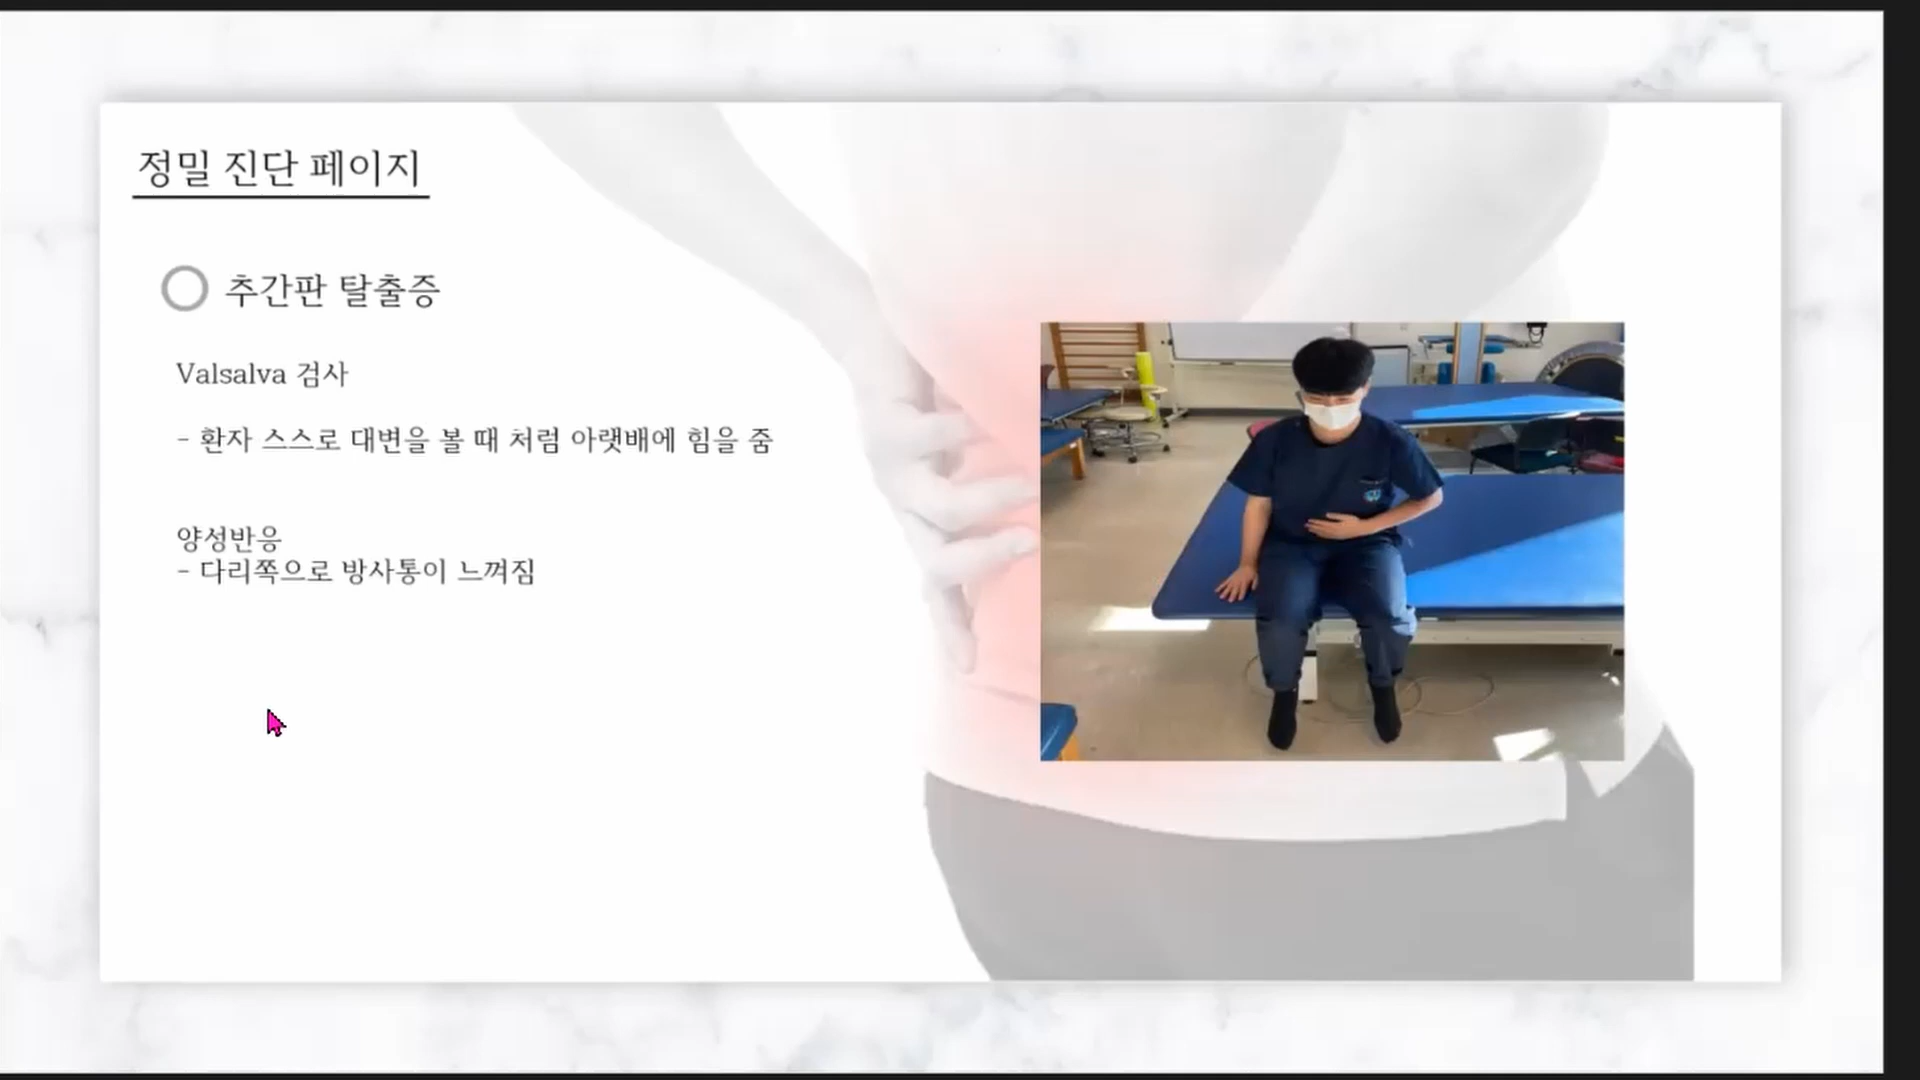 정밀 진단 페이지
추간판 탈출증
Valsalva 검사
- 환자 스스로 대변을 볼 때 처럼 아랫배에 힘을 줌
양성반응
- 다리쪽으로 방사통이 느껴짐